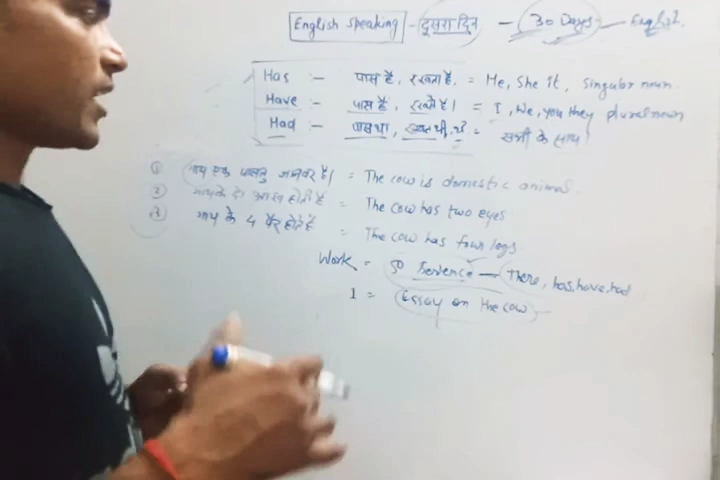 English speaking - दूसरा दिन - 30 Days - English.
Has :- पास है, रखता है. = He, She It, Singular noun.
Have :- पास है, रखते है। = I, We, you they plural noun
Had :- पास था, रखता थी, थे = सभी के साथ
① गाय एक पालतू जानवर है। = The cow is domestic animal.
② गाय के दो आँख होती है = The cow has two eyes
③ गाय के 4 पैर होते है = The cow has four legs
Work = 50 Sentence - There, has, have, had
1 = Essay on the cow